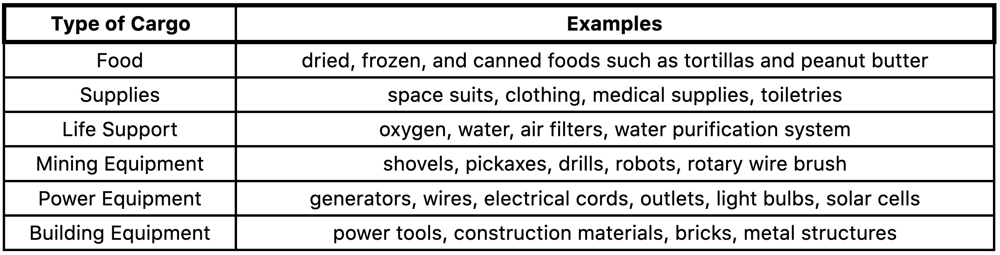 Type of Cargo Examples
Food dried, frozen, and canned foods such as tortillas and peanut butter
Supplies space suits, clothing, medical supplies, toiletries
Life Support oxygen, water, air filters, water purification system
Mining Equipment shovels, pickaxes, drills, robots, rotary wire brush
Power Equipment generators, wires, electrical cords, outlets, light bulbs, solar cells
Building Equipment power tools, construction materials, bricks, metal structures